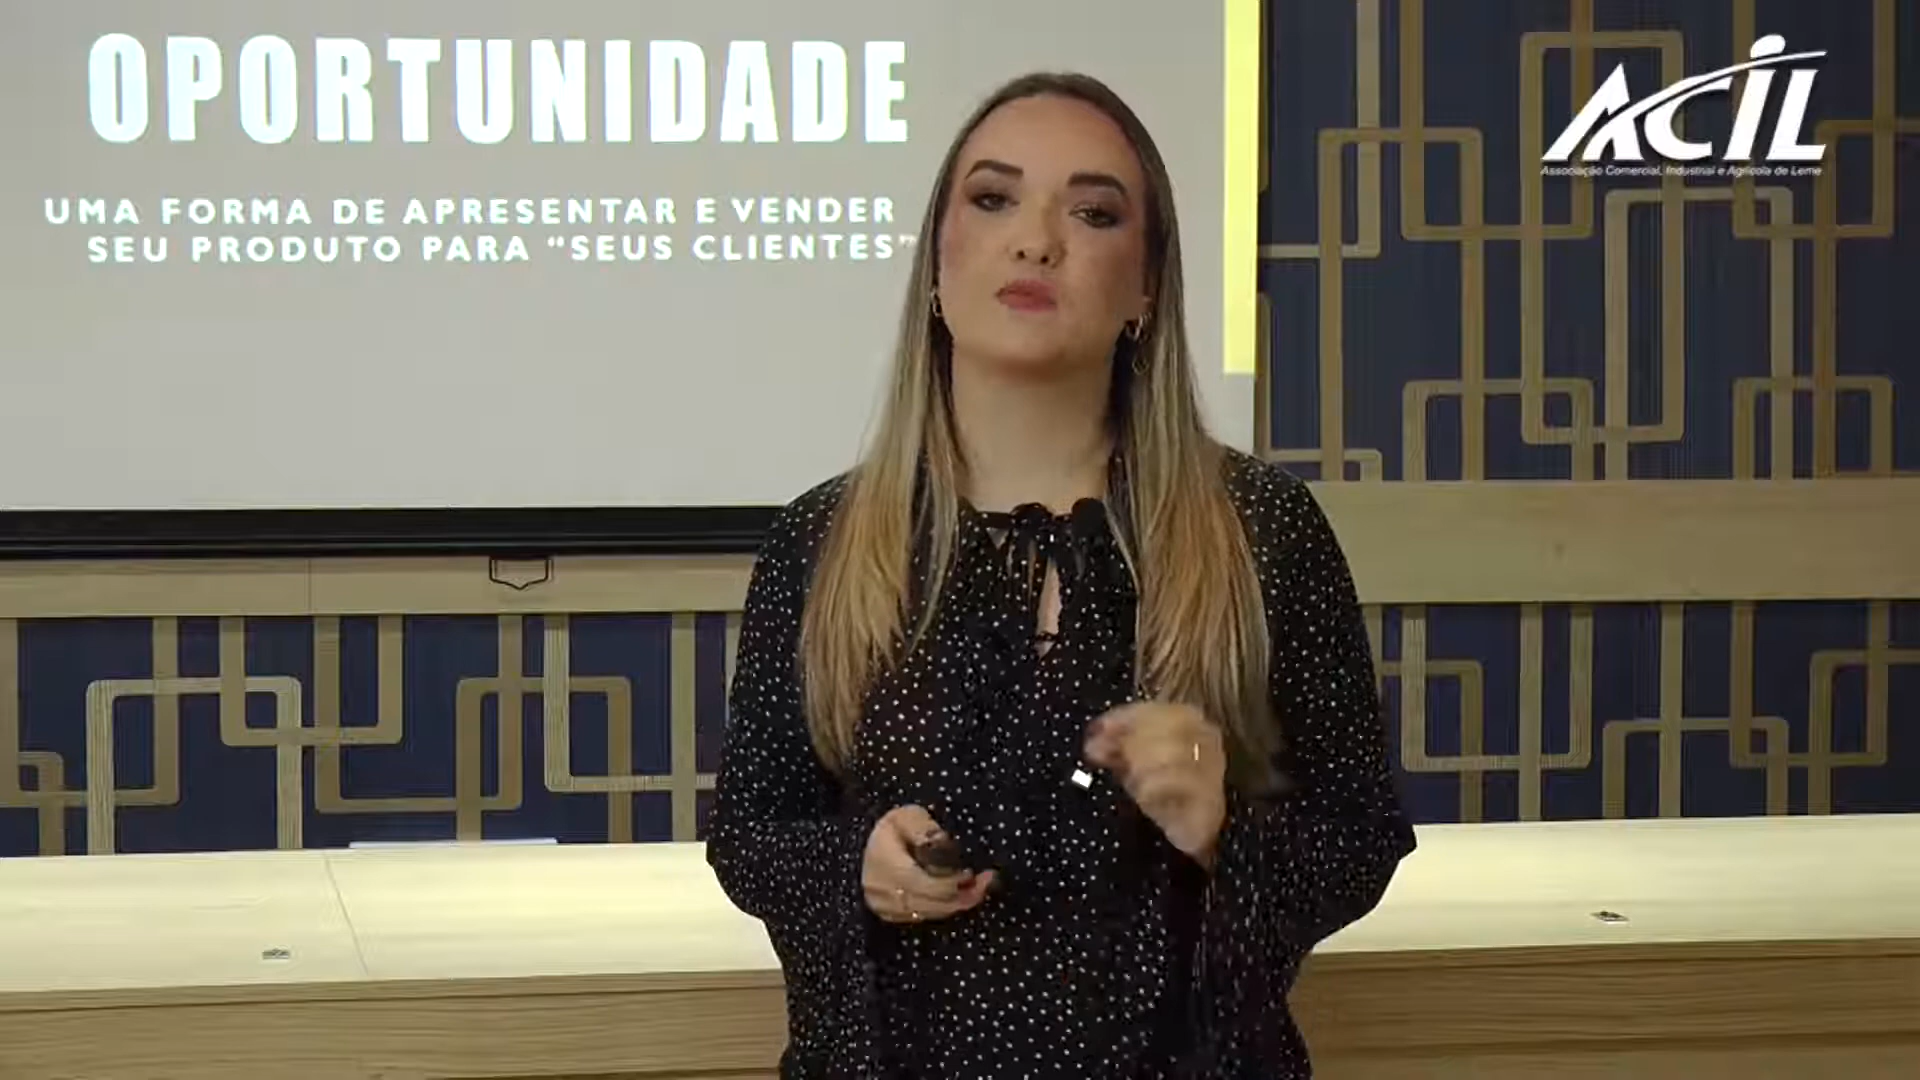 OPORTUNIDADE
UMA FORMA DE APRESENTAR E VENDER
SEU PRODUTO PARA “SEUS CLIENTES”
ACIL
Associação Comercial, Industrial e Agrícola de Leme